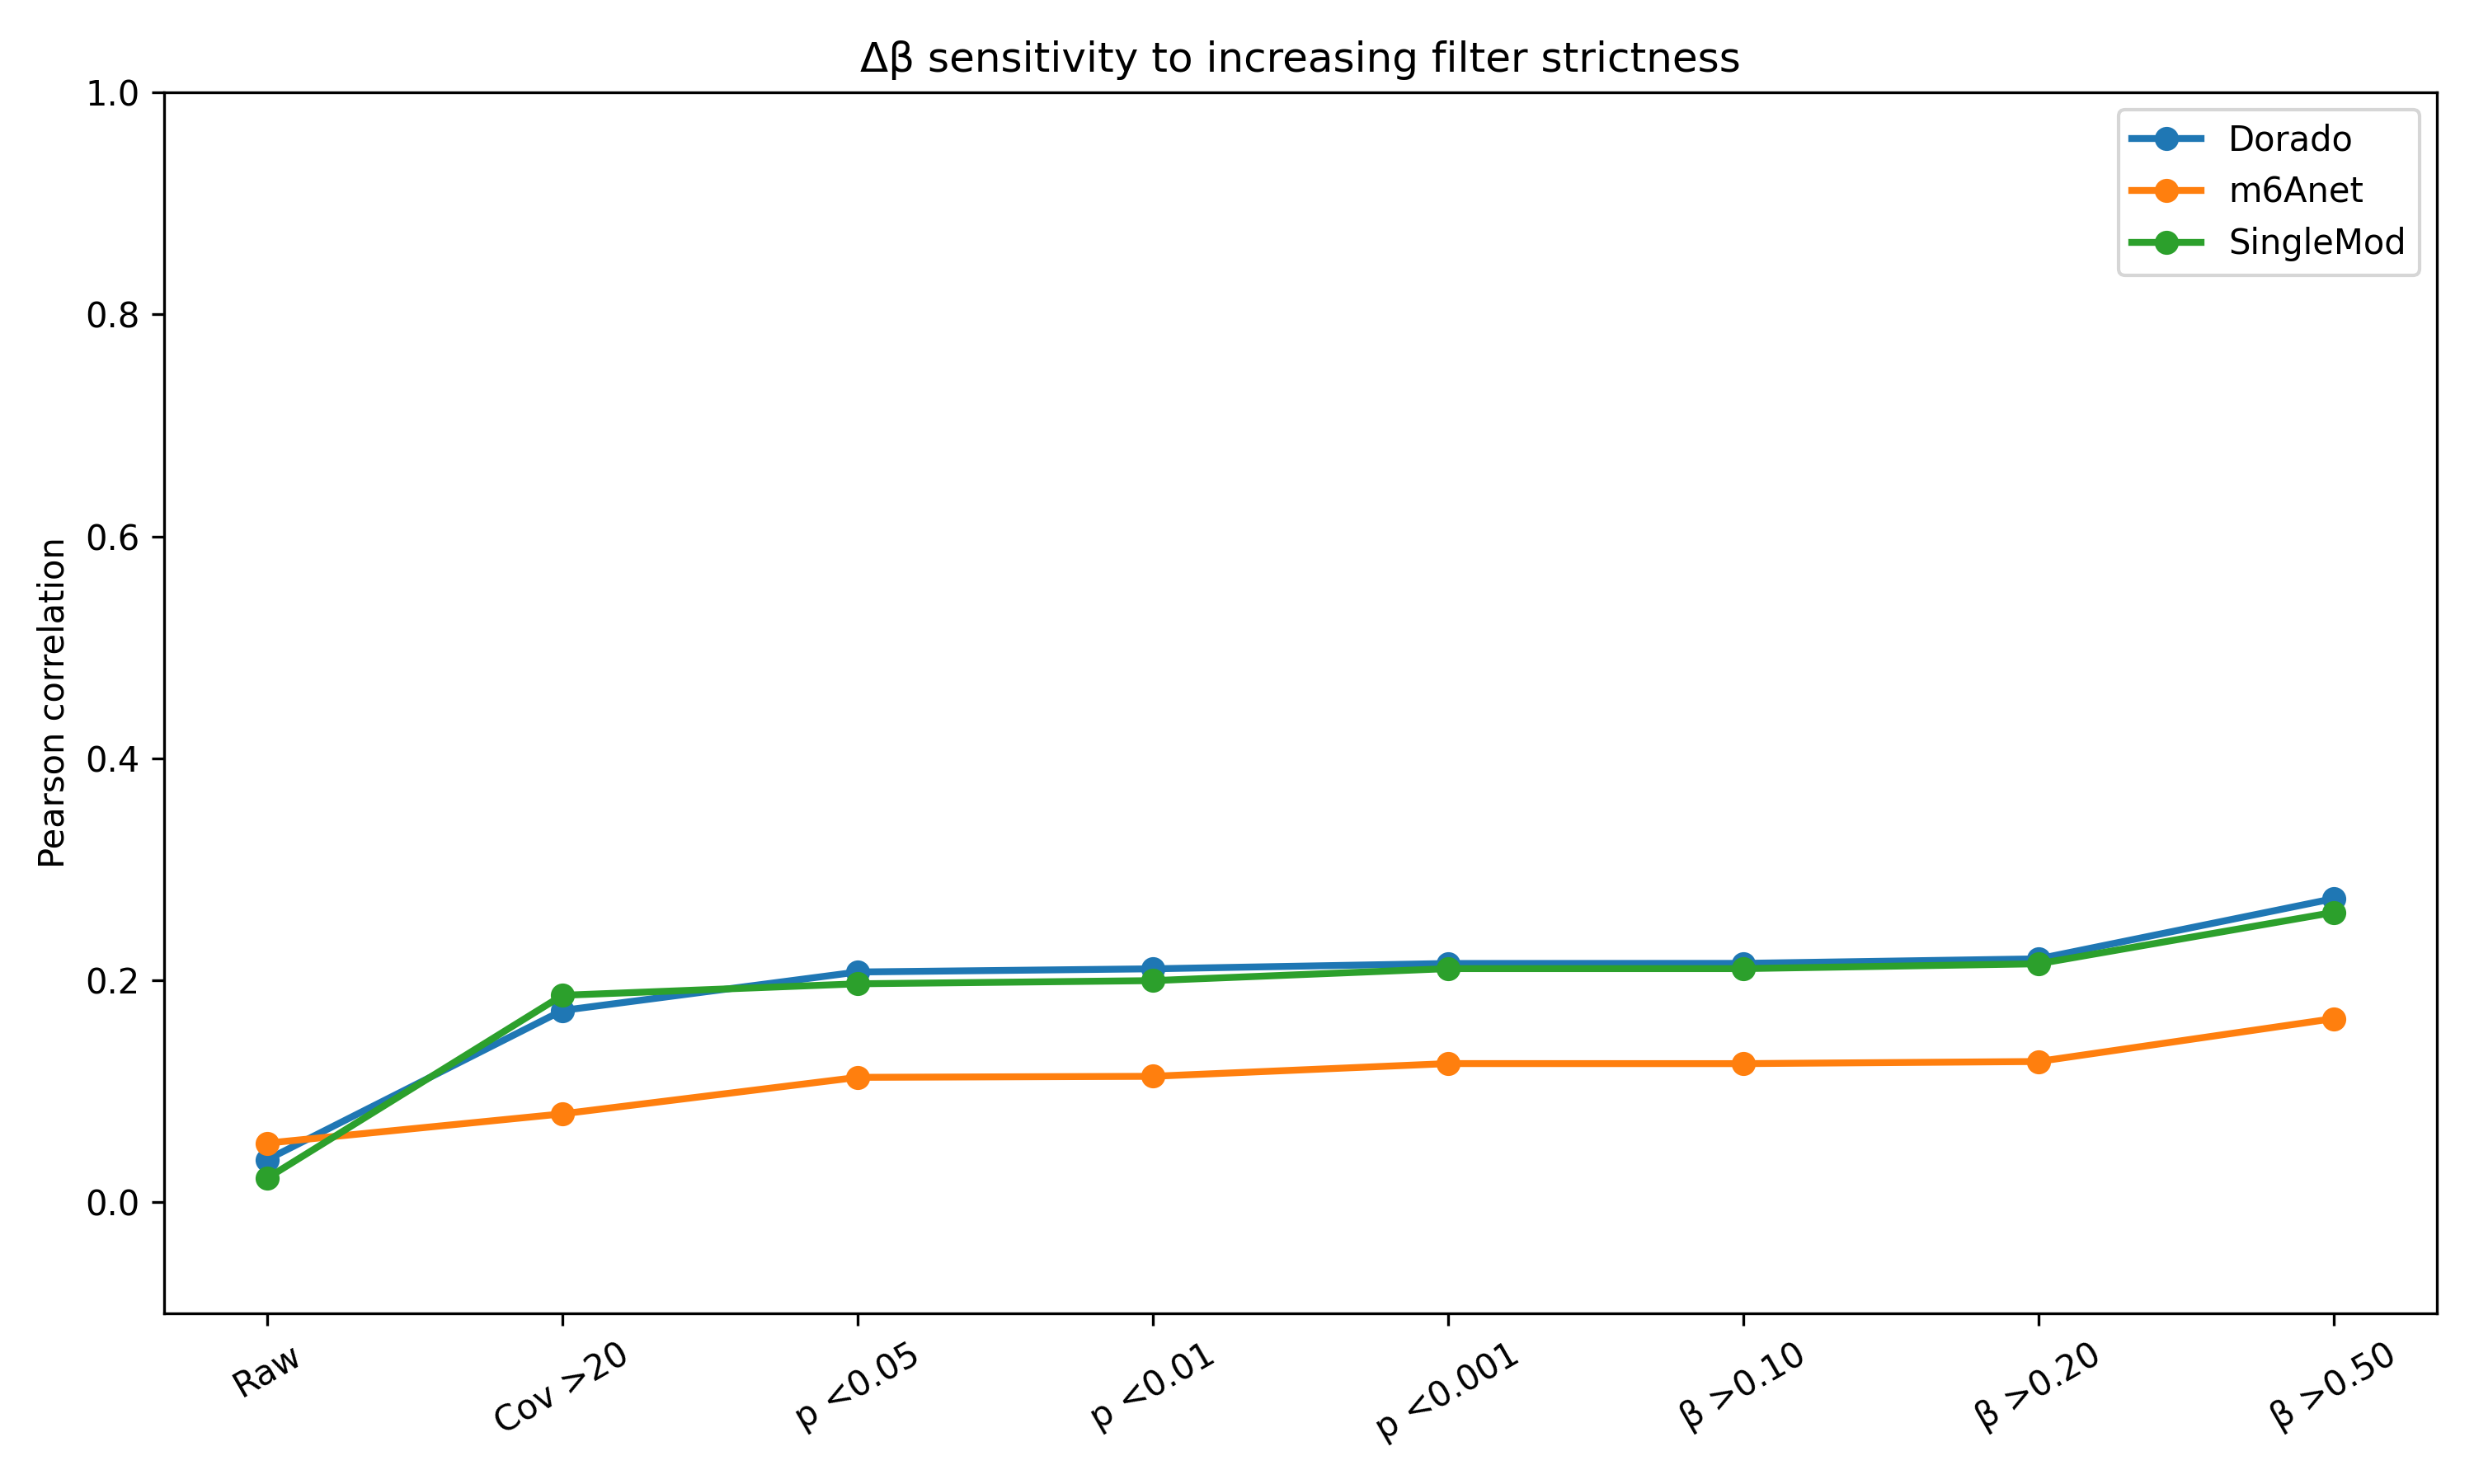 Δβ sensitivity to increasing filter strictness
1.0
0.8
0.6
0.4
0.2
0.0
Pearson correlation
Dorado
m6Anet
SingleMod
Raw
Cov >20
p <0.05
p <0.01
p <0.001
β >0.10
β >0.20
β >0.50